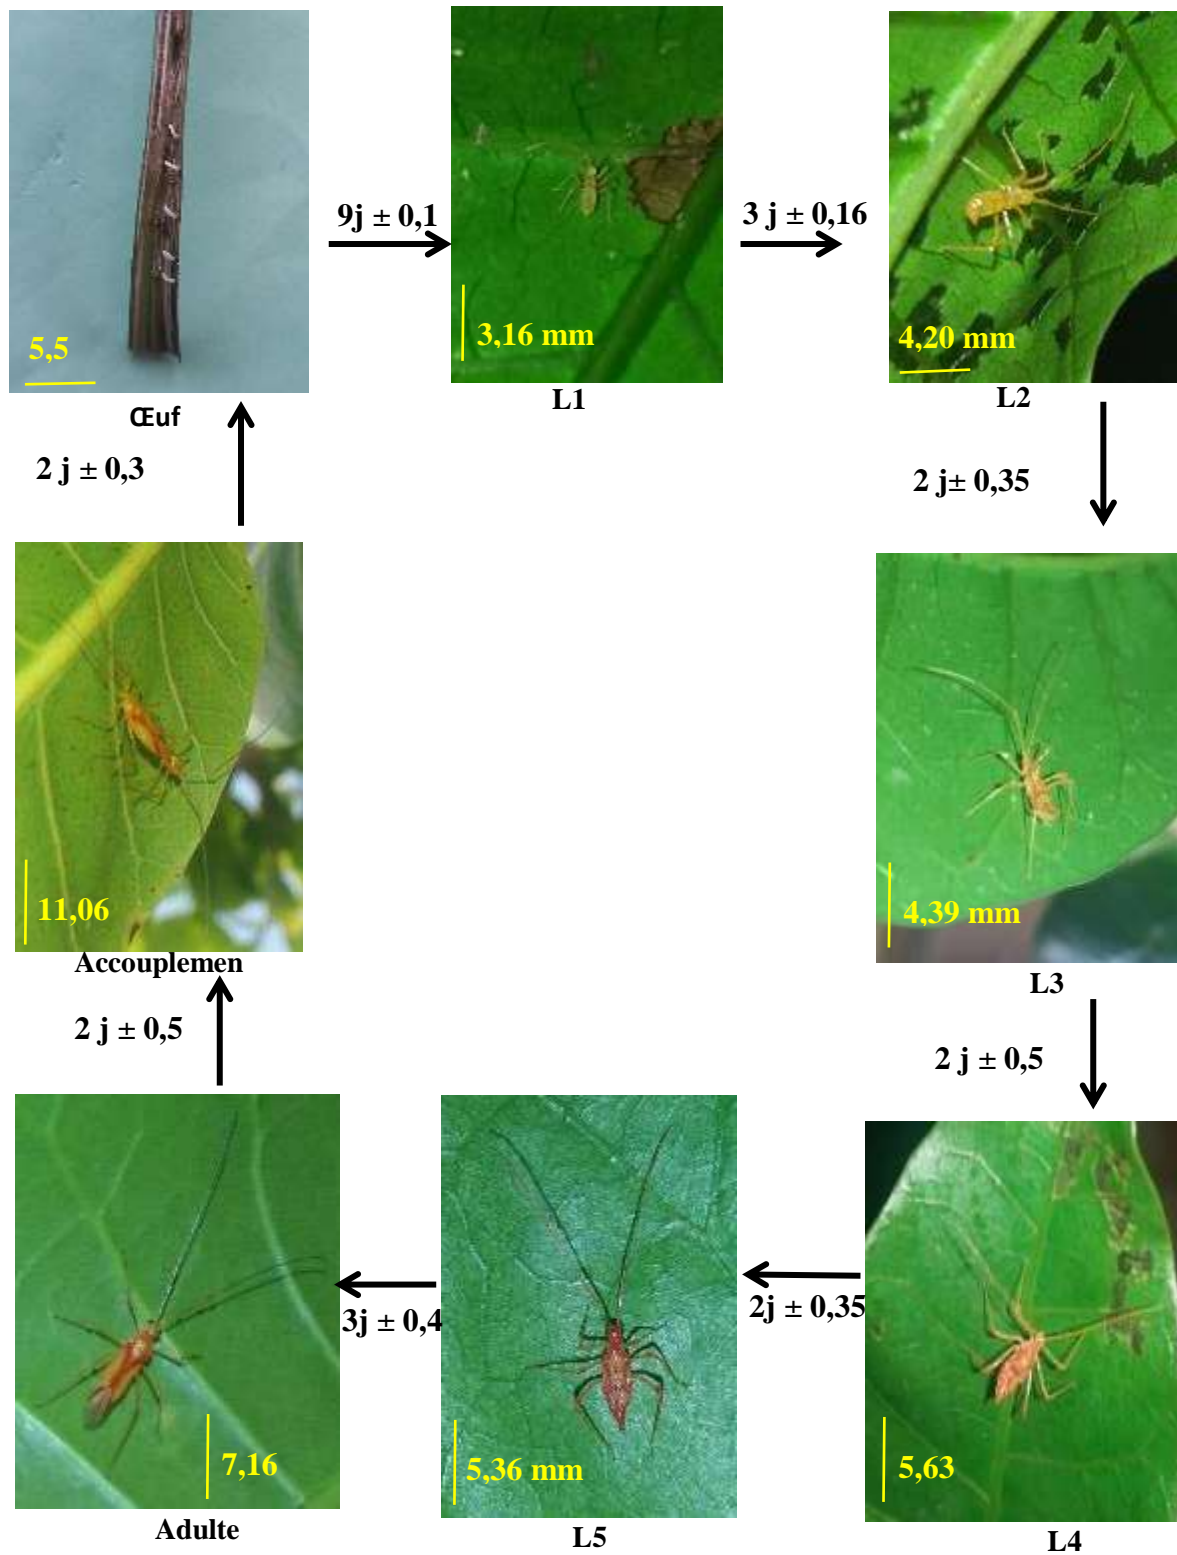 5,5
Œuf
9j ± 0,1
3,16 mm
L1
3 j ± 0,16
4,20 mm
L2
2 j± 0,35
4,39 mm
L3
2 j ± 0,5
5,63
L4
2j ± 0,35
5,36 mm
L5
3j ± 0,4
7,16
Adulte
2 j ± 0,5
11,06
Accouplemen
2 j ± 0,3